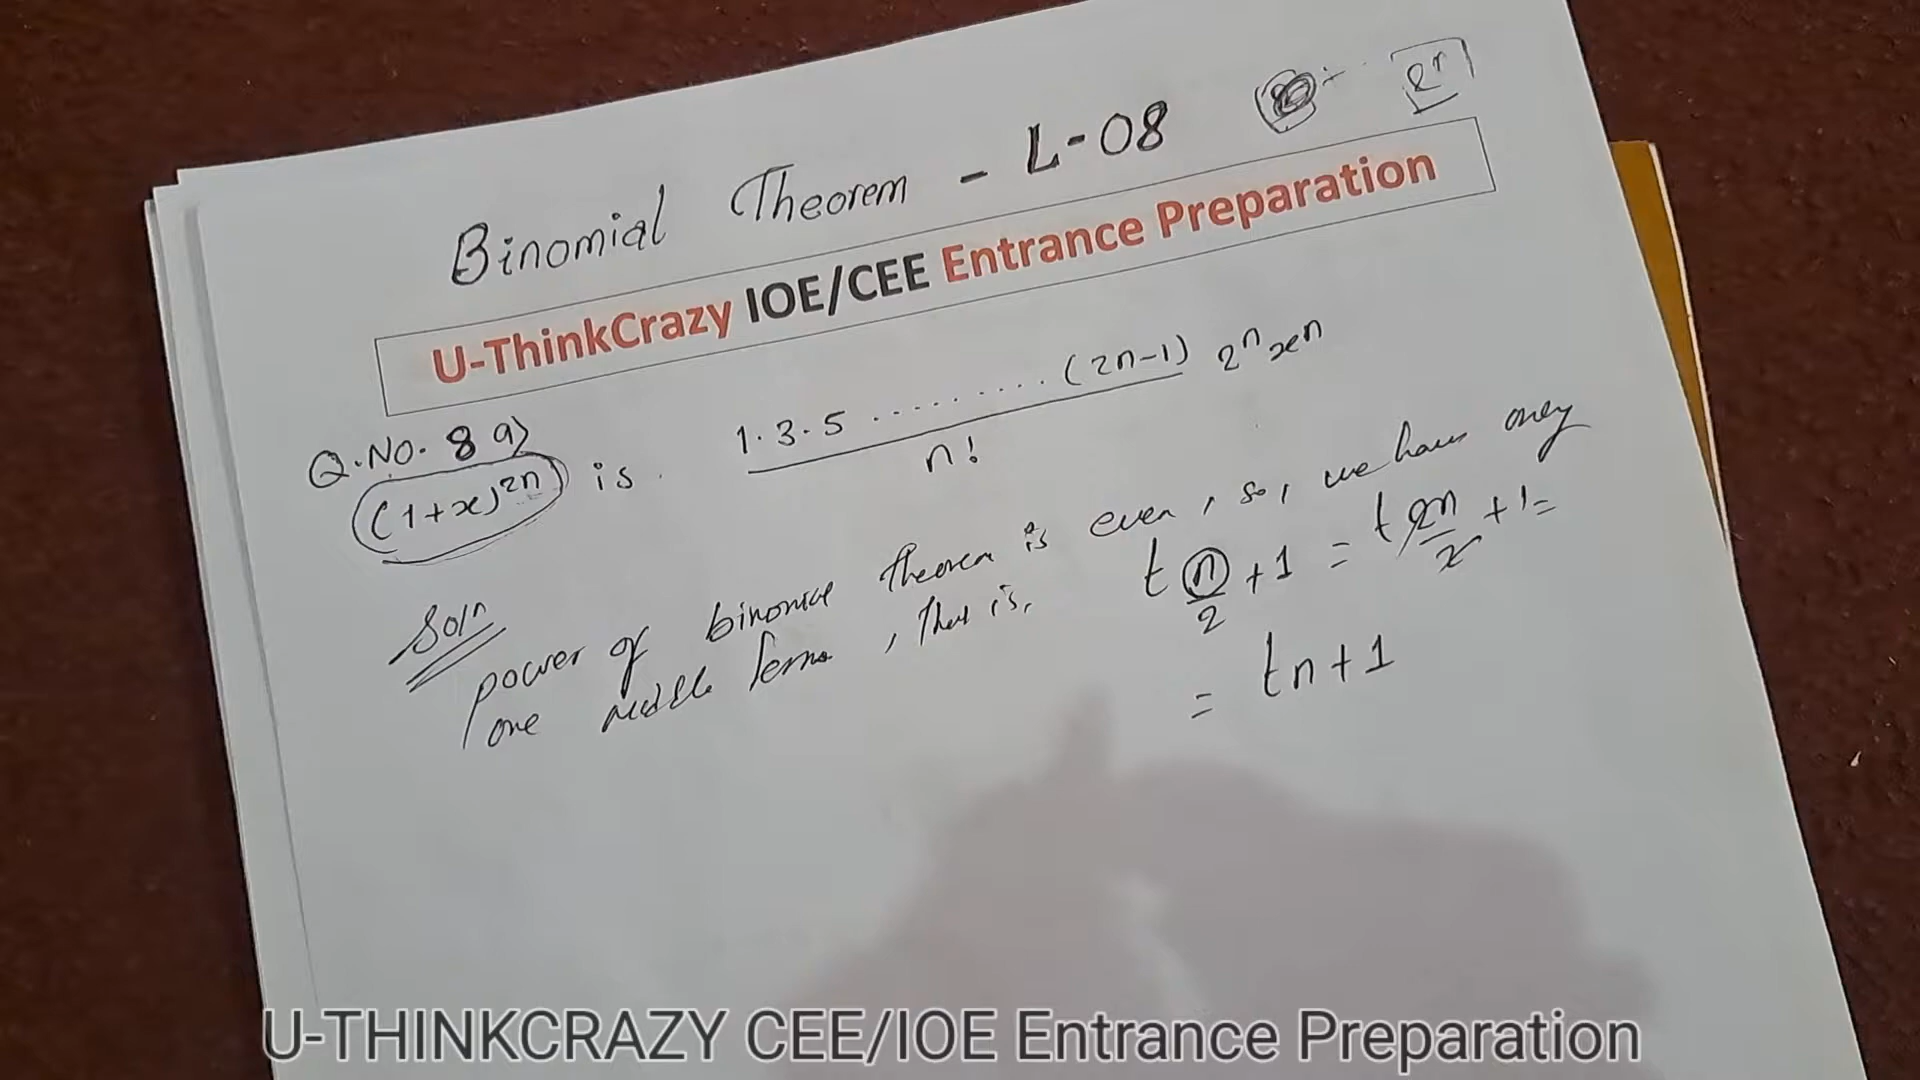 2ⁿ
Binomial Theorem - L-08
U-ThinkCrazy IOE/CEE Entrance Preparation
Q.NO. 8 a)
(1+x)²ⁿ is 1.3.5 .......... (2n-1) 2ⁿxⁿ
n!
Solⁿ
power of binomial theorem is even, so, we have only
one middle term, that is, t n/2 +1 = t 2n/2 +1 =
= tn+1
U-THINKCRAZY CEE/IOE Entrance Preparation